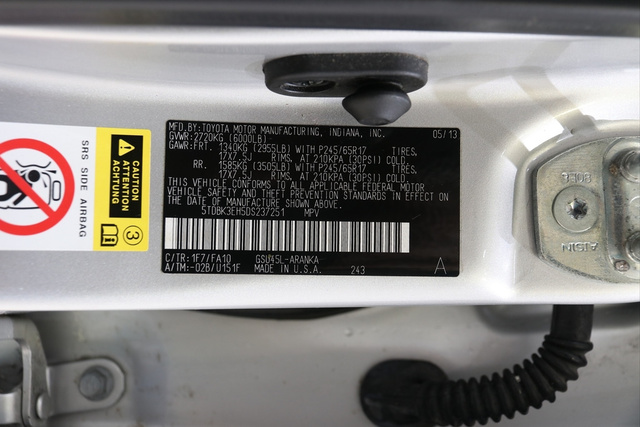 MFD.BY:TOYOTA MOTOR MANUFACTURING, INDIANA, INC. 05/13
GVWR:2720KG (6000LB)
GAWR:FRT. 1340KG (2955LB) WITH P245/65R17 TIRES,
17X7.5J RIMS, AT 210KPA (30PSI) COLD.
RR. 1585KG (3505LB) WITH P245/65R17 TIRES,
17X7.5J RIMS, AT 210KPA (30PSI) COLD.
THIS VEHICLE CONFORMS TO ALL APPLICABLE FEDERAL MOTOR
VEHICLE SAFETY AND THEFT PREVENTION STANDARDS IN EFFECT ON
THE DATE OF MANUFACTURE SHOWN ABOVE.
5TDBK3EH5DS237251 MPV
C/TR:1F7/FA10 GSU45L-ARANKA
A/TM:-02B/U151F MADE IN U.S.A. 243 A
SRS SIDE AIRBAG
CAUTION
ATTENTION
ACHTUNG
3
AISIN